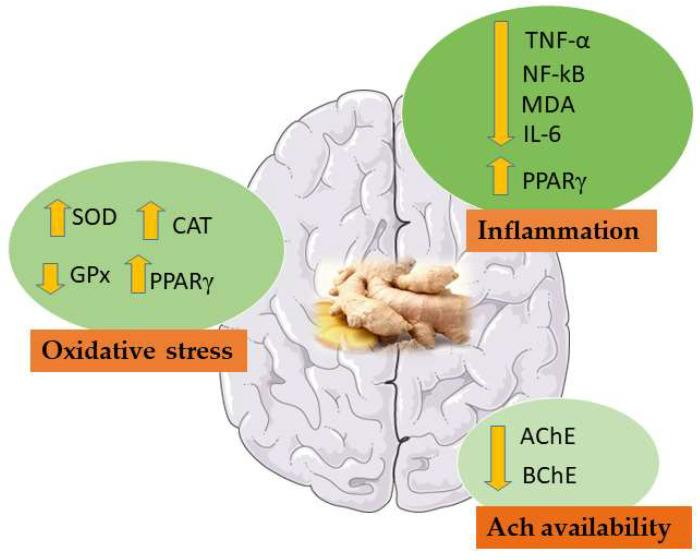 TNF-α
NF-kB
MDA
IL-6
PPARγ
Inflammation
SOD CAT
GPx PPARγ
Oxidative stress
AChE
BChE
Ach availability